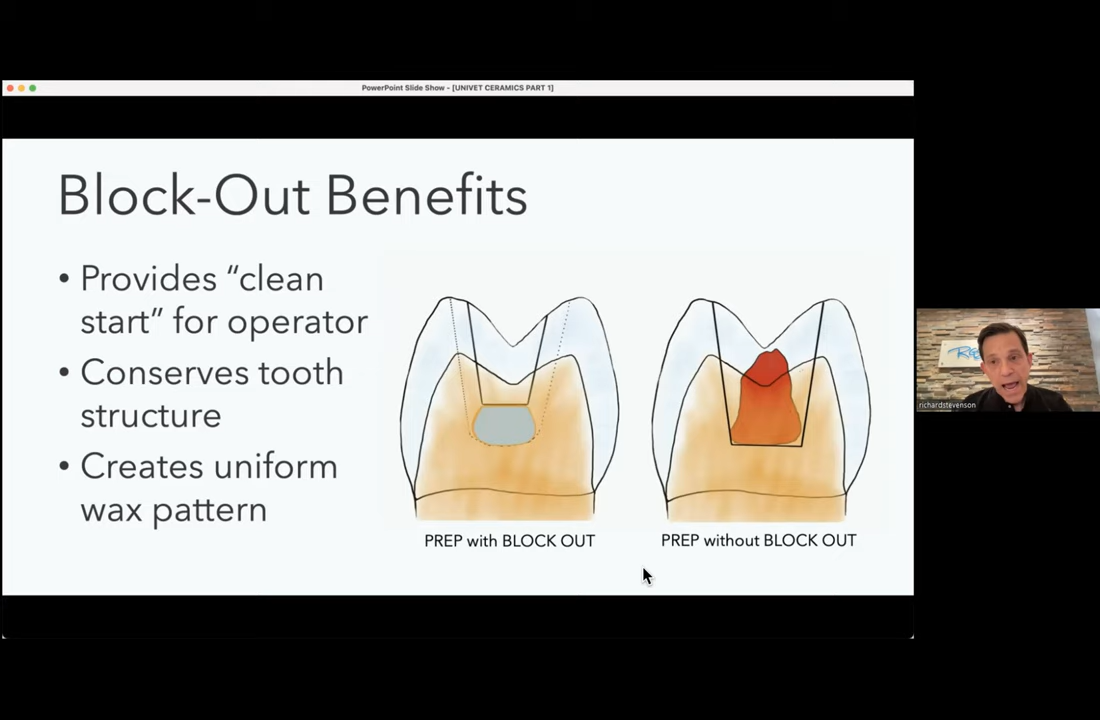 PowerPoint Slide Show - [UNIVET CERAMICS PART 1]
Block-Out Benefits
• Provides “clean
start” for operator
• Conserves tooth
structure
• Creates uniform
wax pattern
PREP with BLOCK OUT
PREP without BLOCK OUT
richardstevenson